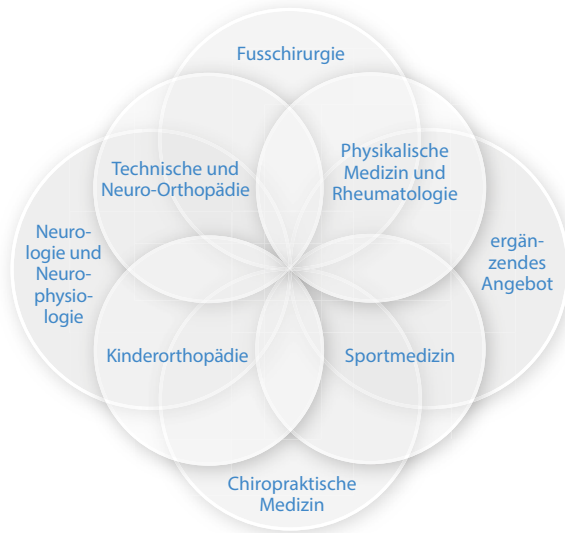 Fusschirurgie
Technische und
Neuro-Orthopädie
Physikalische
Medizin und
Rheumatologie
Neuro-
logie und
Neuro-
physio-
logie
ergän-
zendes
Angebot
Kinderorthopädie
Sportmedizin
Chiropraktische
Medizin